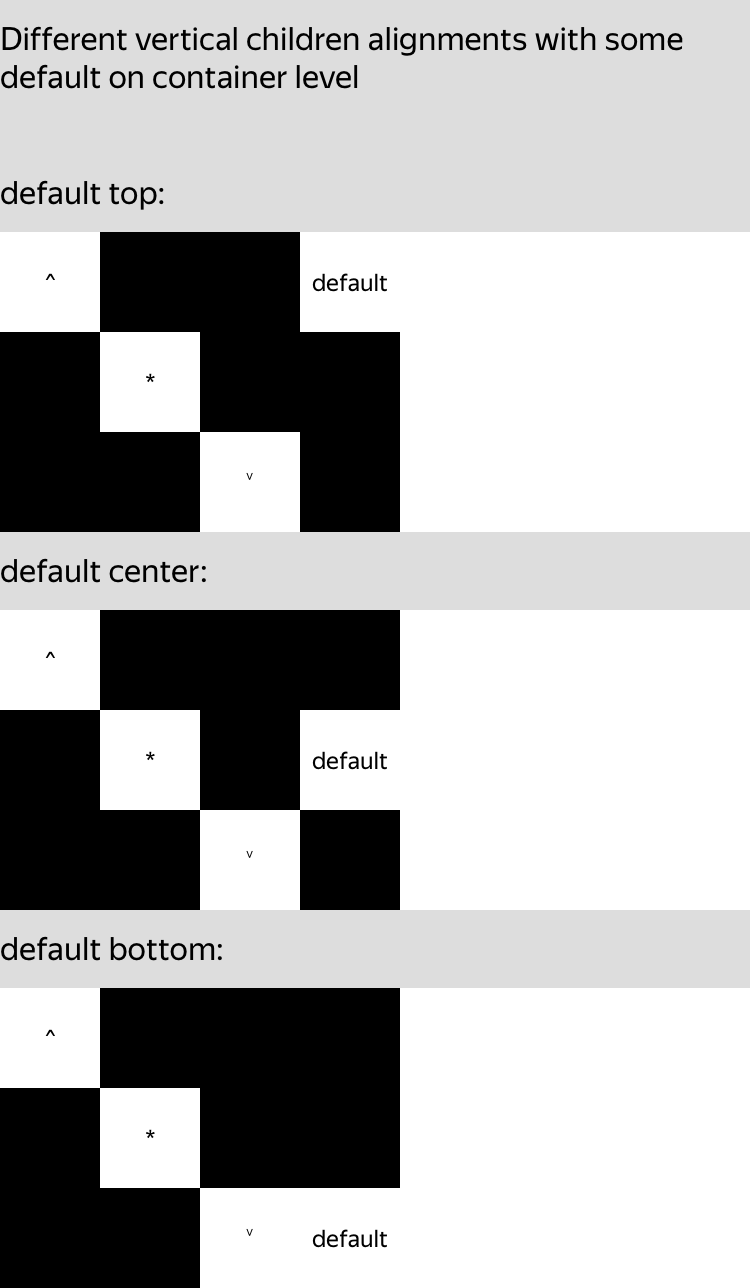 Different vertical children alignments with some
default on container level
default top:
^ default
*
v
default center:
^
* default
v
default bottom:
^
*
v default